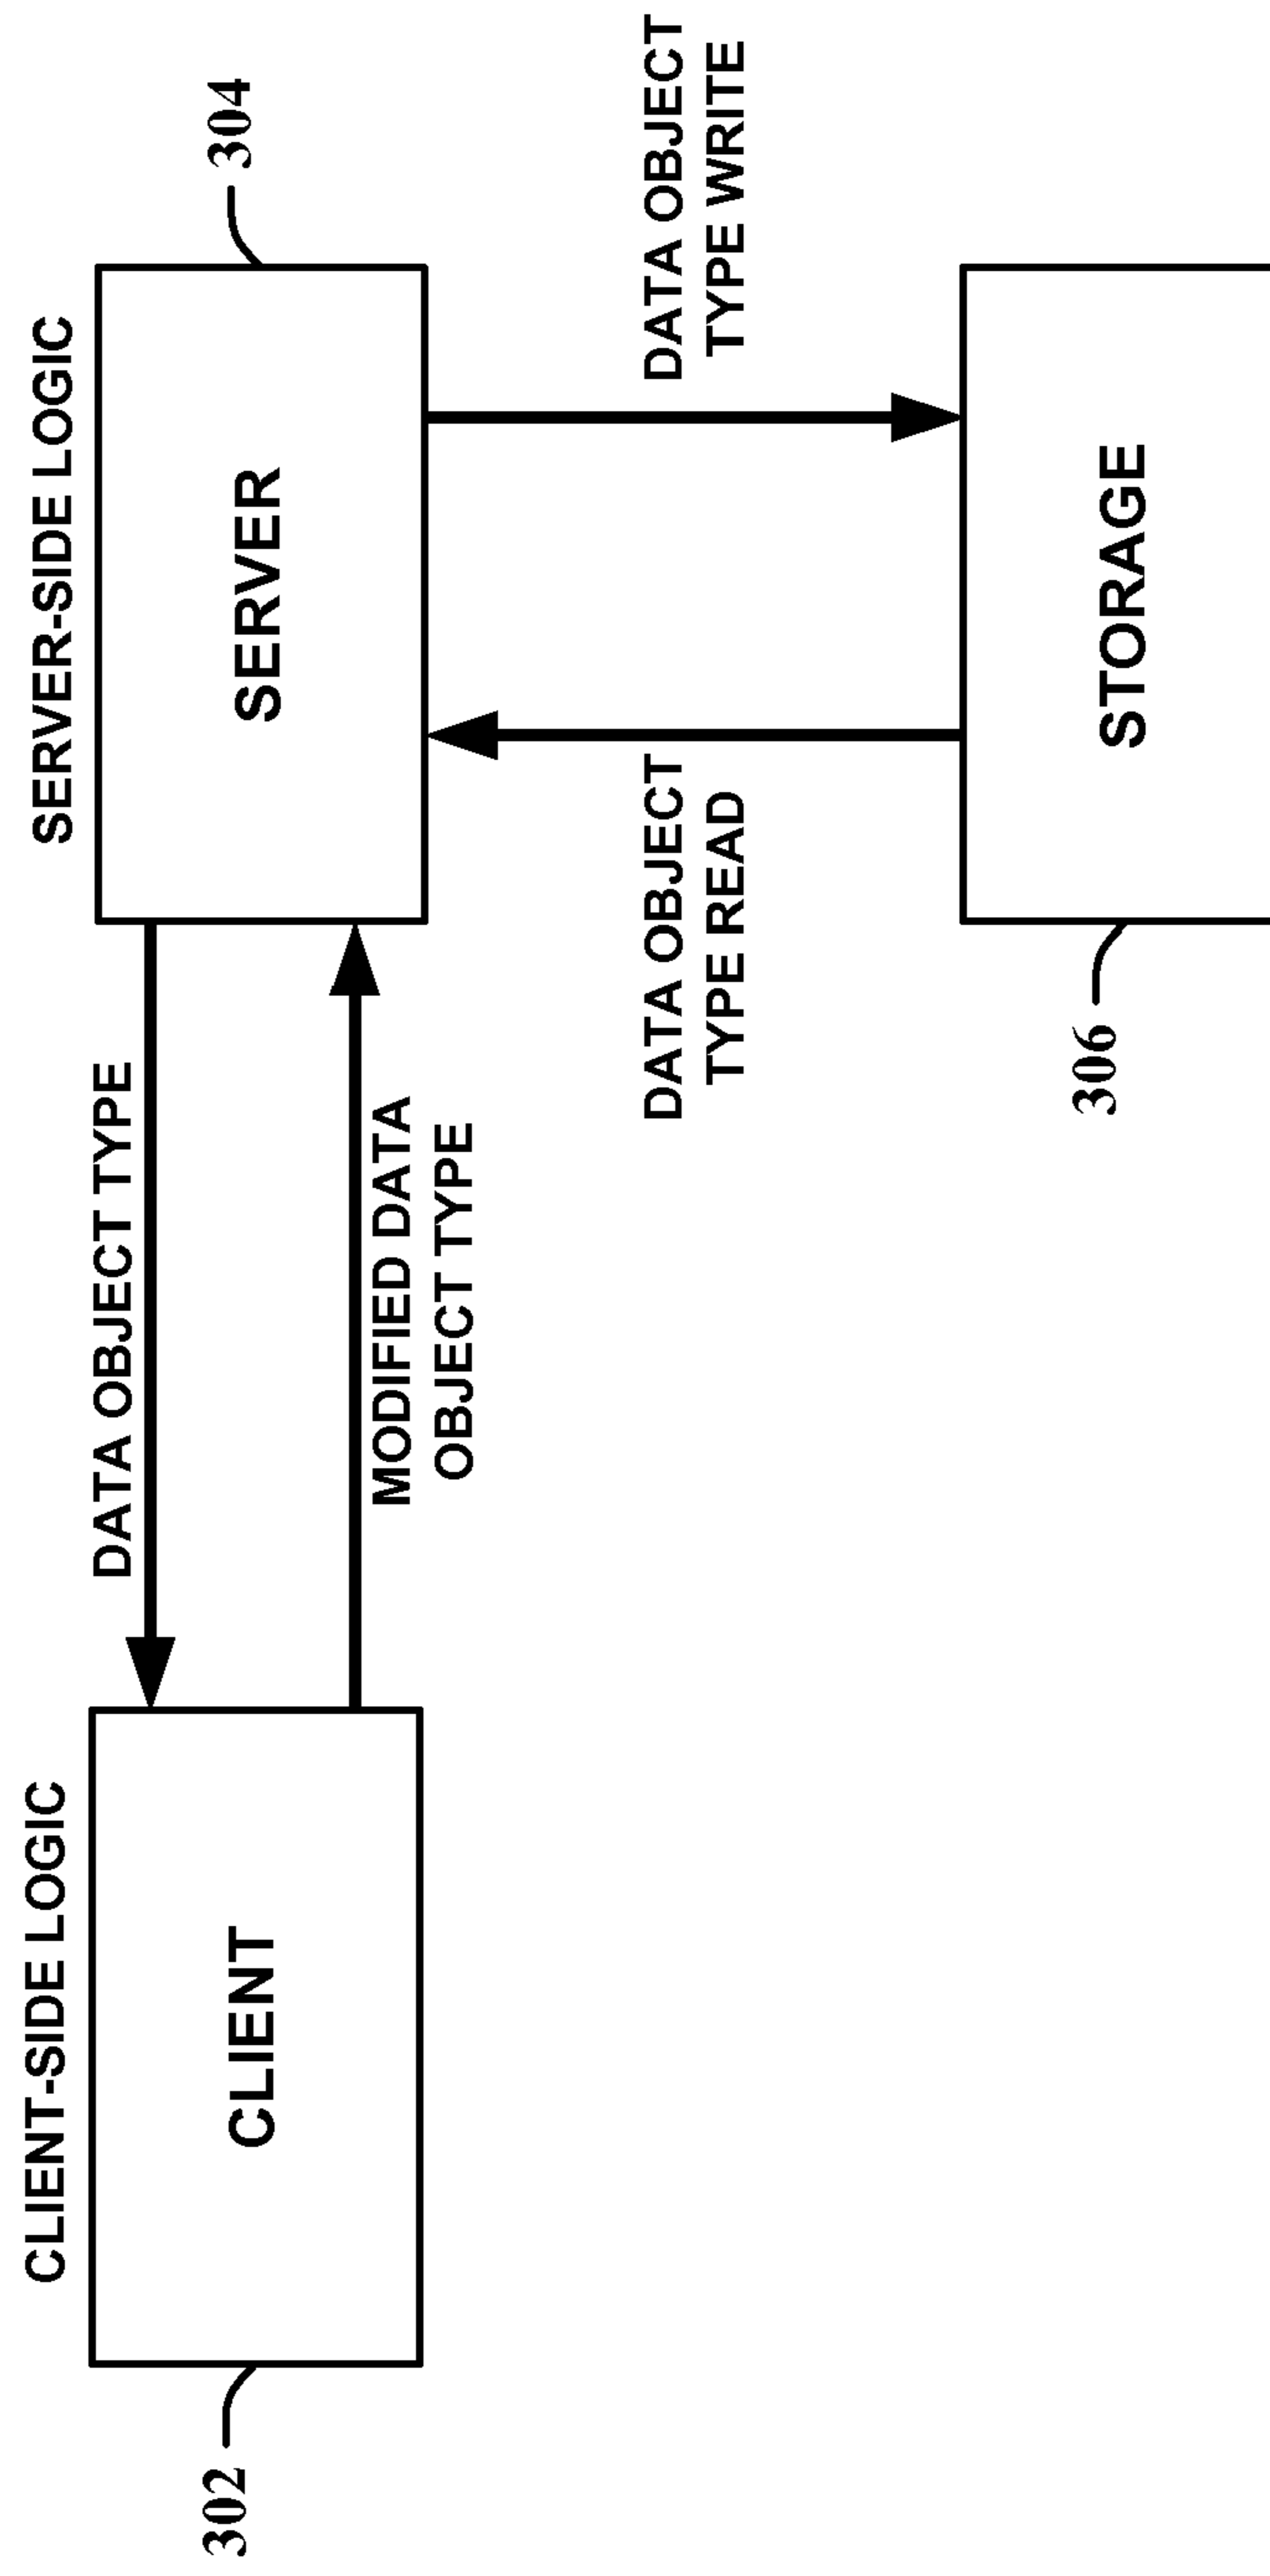 CLIENT-SIDE LOGIC
SERVER-SIDE LOGIC
DATA OBJECT TYPE
302
CLIENT
SERVER
304
MODIFIED DATA
OBJECT TYPE
DATA OBJECT
TYPE READ
DATA OBJECT
TYPE WRITE
306
STORAGE